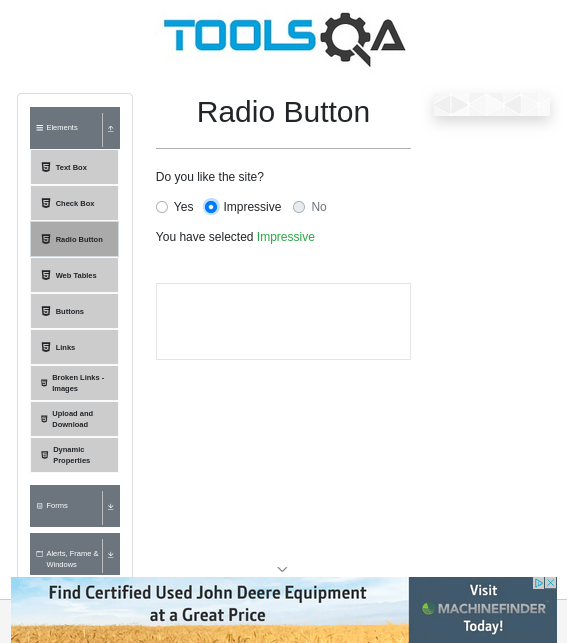 TOOLSQA
Radio Button
Elements
Text Box
Check Box
Radio Button
Web Tables
Buttons
Links
Broken Links -
Images
Upload and
Download
Dynamic
Properties
Forms
Alerts, Frame &
Windows
Do you like the site?
Yes Impressive No
You have selected Impressive
Find Certified Used John Deere Equipment
at a Great Price
Visit
MACHINEFINDER
Today!